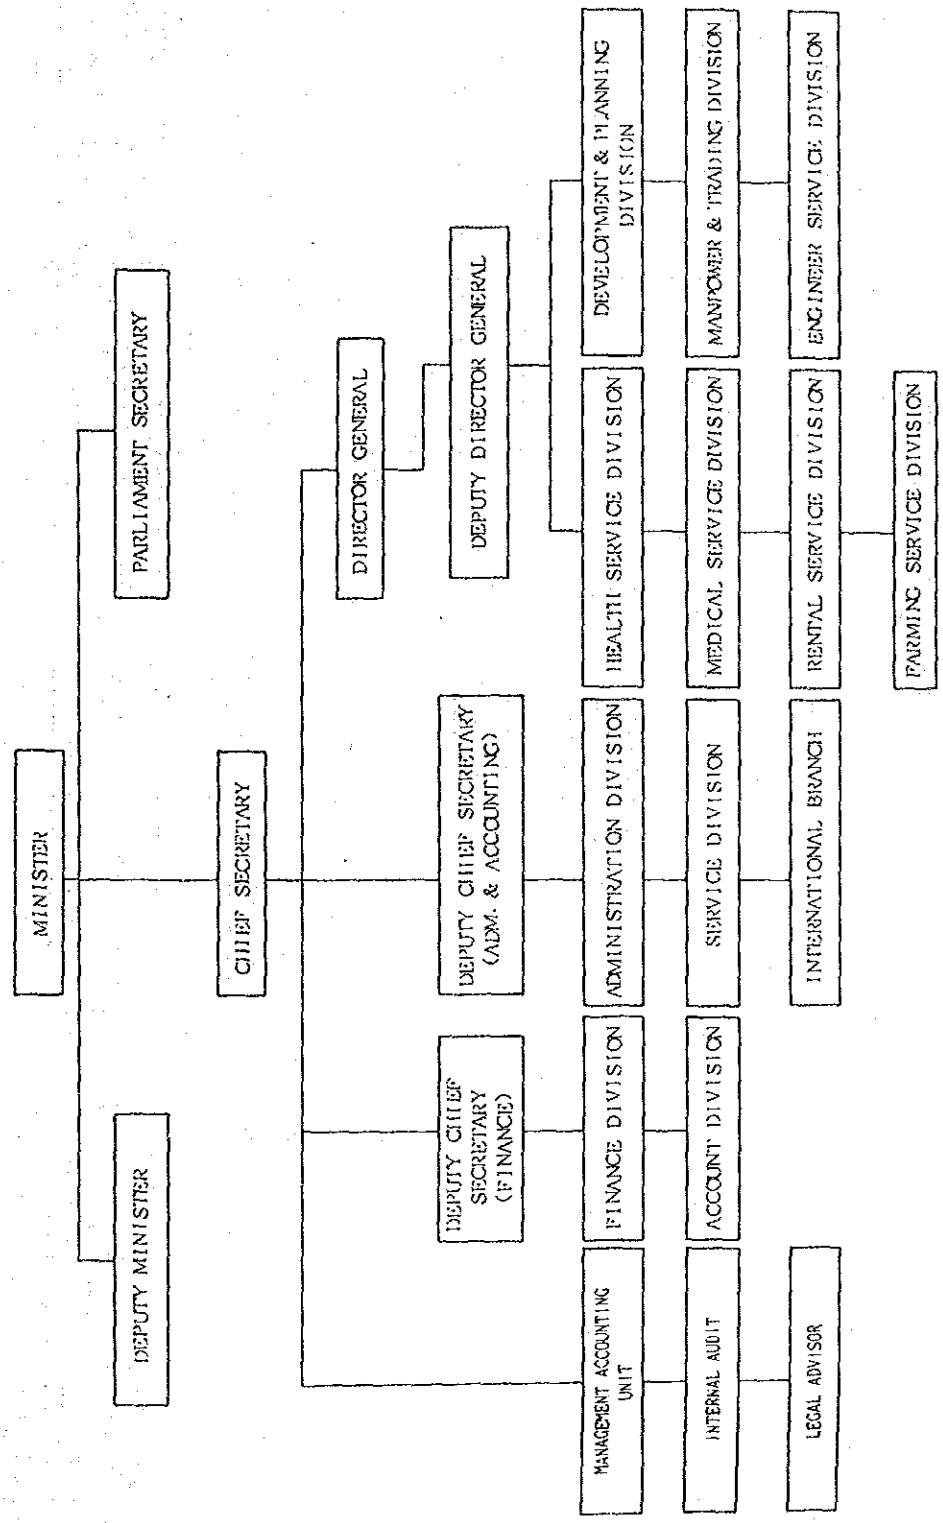 MINISTER
DEPUTY MINISTER
PARLIAMENT SECRETARY
CHIEF SECRETARY
DIRECTOR GENERAL
DEPUTY CHIEF
SECRETARY
(FINANCE)
DEPUTY CHIEF SECRETARY
(ADM. & ACCOUNTING)
DEPUTY DIRECTOR GENERAL
MANAGEMENT ACCOUNTING
UNIT
FINANCE DIVISION
ADMINISTRATION DIVISION
HEALTH SERVICE DIVISION
DEVELOPMENT & PLANNING
DIVISION
INTERNAL AUDIT
ACCOUNT DIVISION
SERVICE DIVISION
MEDICAL SERVICE DIVISION
MANPOWER & TRADING DIVISION
LEGAL ADVISOR
INTERNATIONAL BRANCH
RENTAL SERVICE DIVISION
ENGINEER SERVICE DIVISION
FARMING SERVICE DIVISION